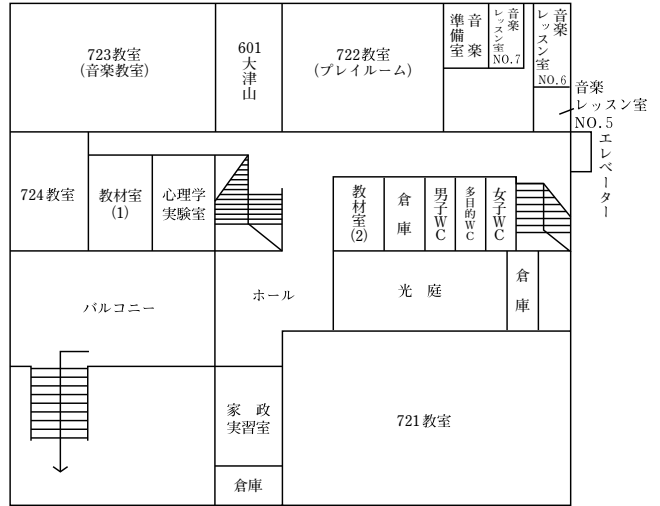 723教室
(音楽教室)
601
大津山
722教室
(プレイルーム)
音楽
準備室
音楽
レッスン室
NO.7
音楽
レッスン室
NO.6
音楽
レッスン室
NO.5
エレベーター
724教室
教材室
(1)
心理学
実験室
教材室
(2)
倉庫
男子WC
多目的WC
女子WC
バルコニー
ホール
光 庭
倉庫
家 政
実習室
721教室
倉庫